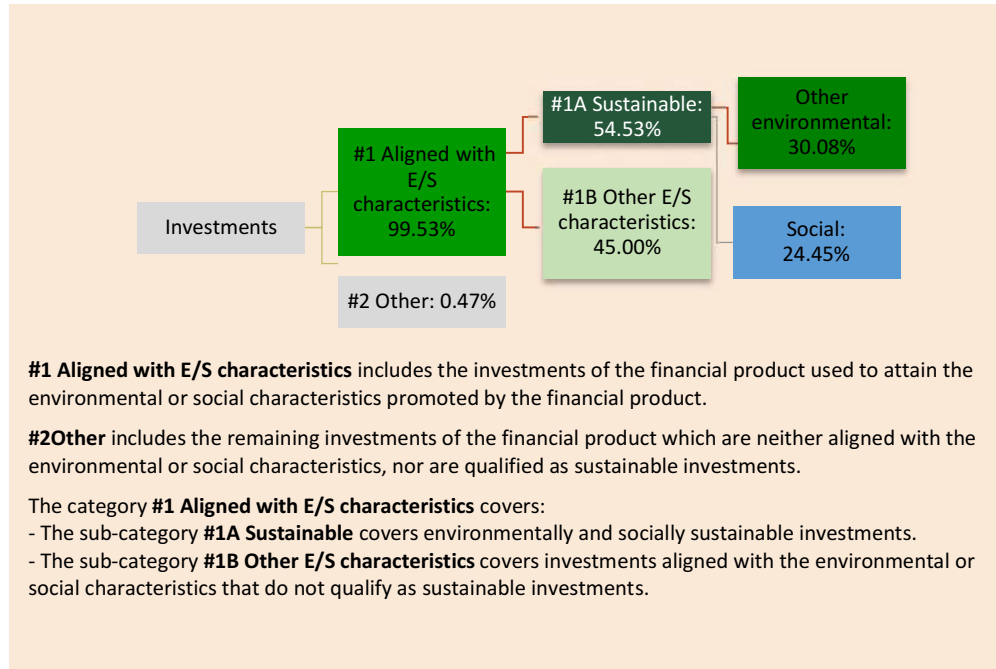 Investments
#1 Aligned with
E/S
characteristics:
99.53%
#2 Other: 0.47%
#1A Sustainable:
54.53%
#1B Other E/S
characteristics:
45.00%
Other
environmental:
30.08%
Social:
24.45%
#1 Aligned with E/S characteristics includes the investments of the financial product used to attain the
environmental or social characteristics promoted by the financial product.
#2Other includes the remaining investments of the financial product which are neither aligned with the
environmental or social characteristics, nor are qualified as sustainable investments.
The category #1 Aligned with E/S characteristics covers:
- The sub-category #1A Sustainable covers environmentally and socially sustainable investments.
- The sub-category #1B Other E/S characteristics covers investments aligned with the environmental or
social characteristics that do not qualify as sustainable investments.